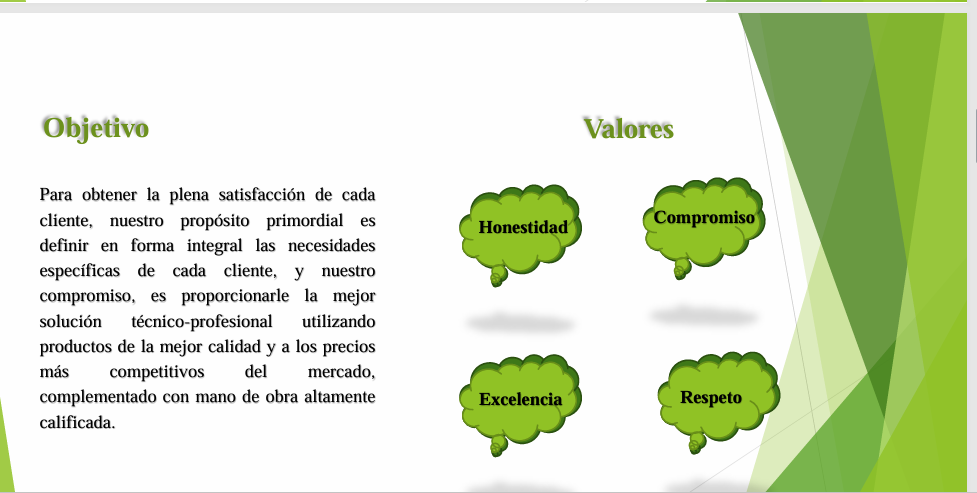 Objetivo
Valores
Para obtener la plena satisfacción de cada
cliente, nuestro propósito primordial es
definir en forma integral las necesidades
específicas de cada cliente, y nuestro
compromiso, es proporcionarle la mejor
solución técnico-profesional utilizando
productos de la mejor calidad y a los precios
más competitivos del mercado,
complementado con mano de obra altamente
calificada.
Honestidad
Compromiso
Excelencia
Respeto